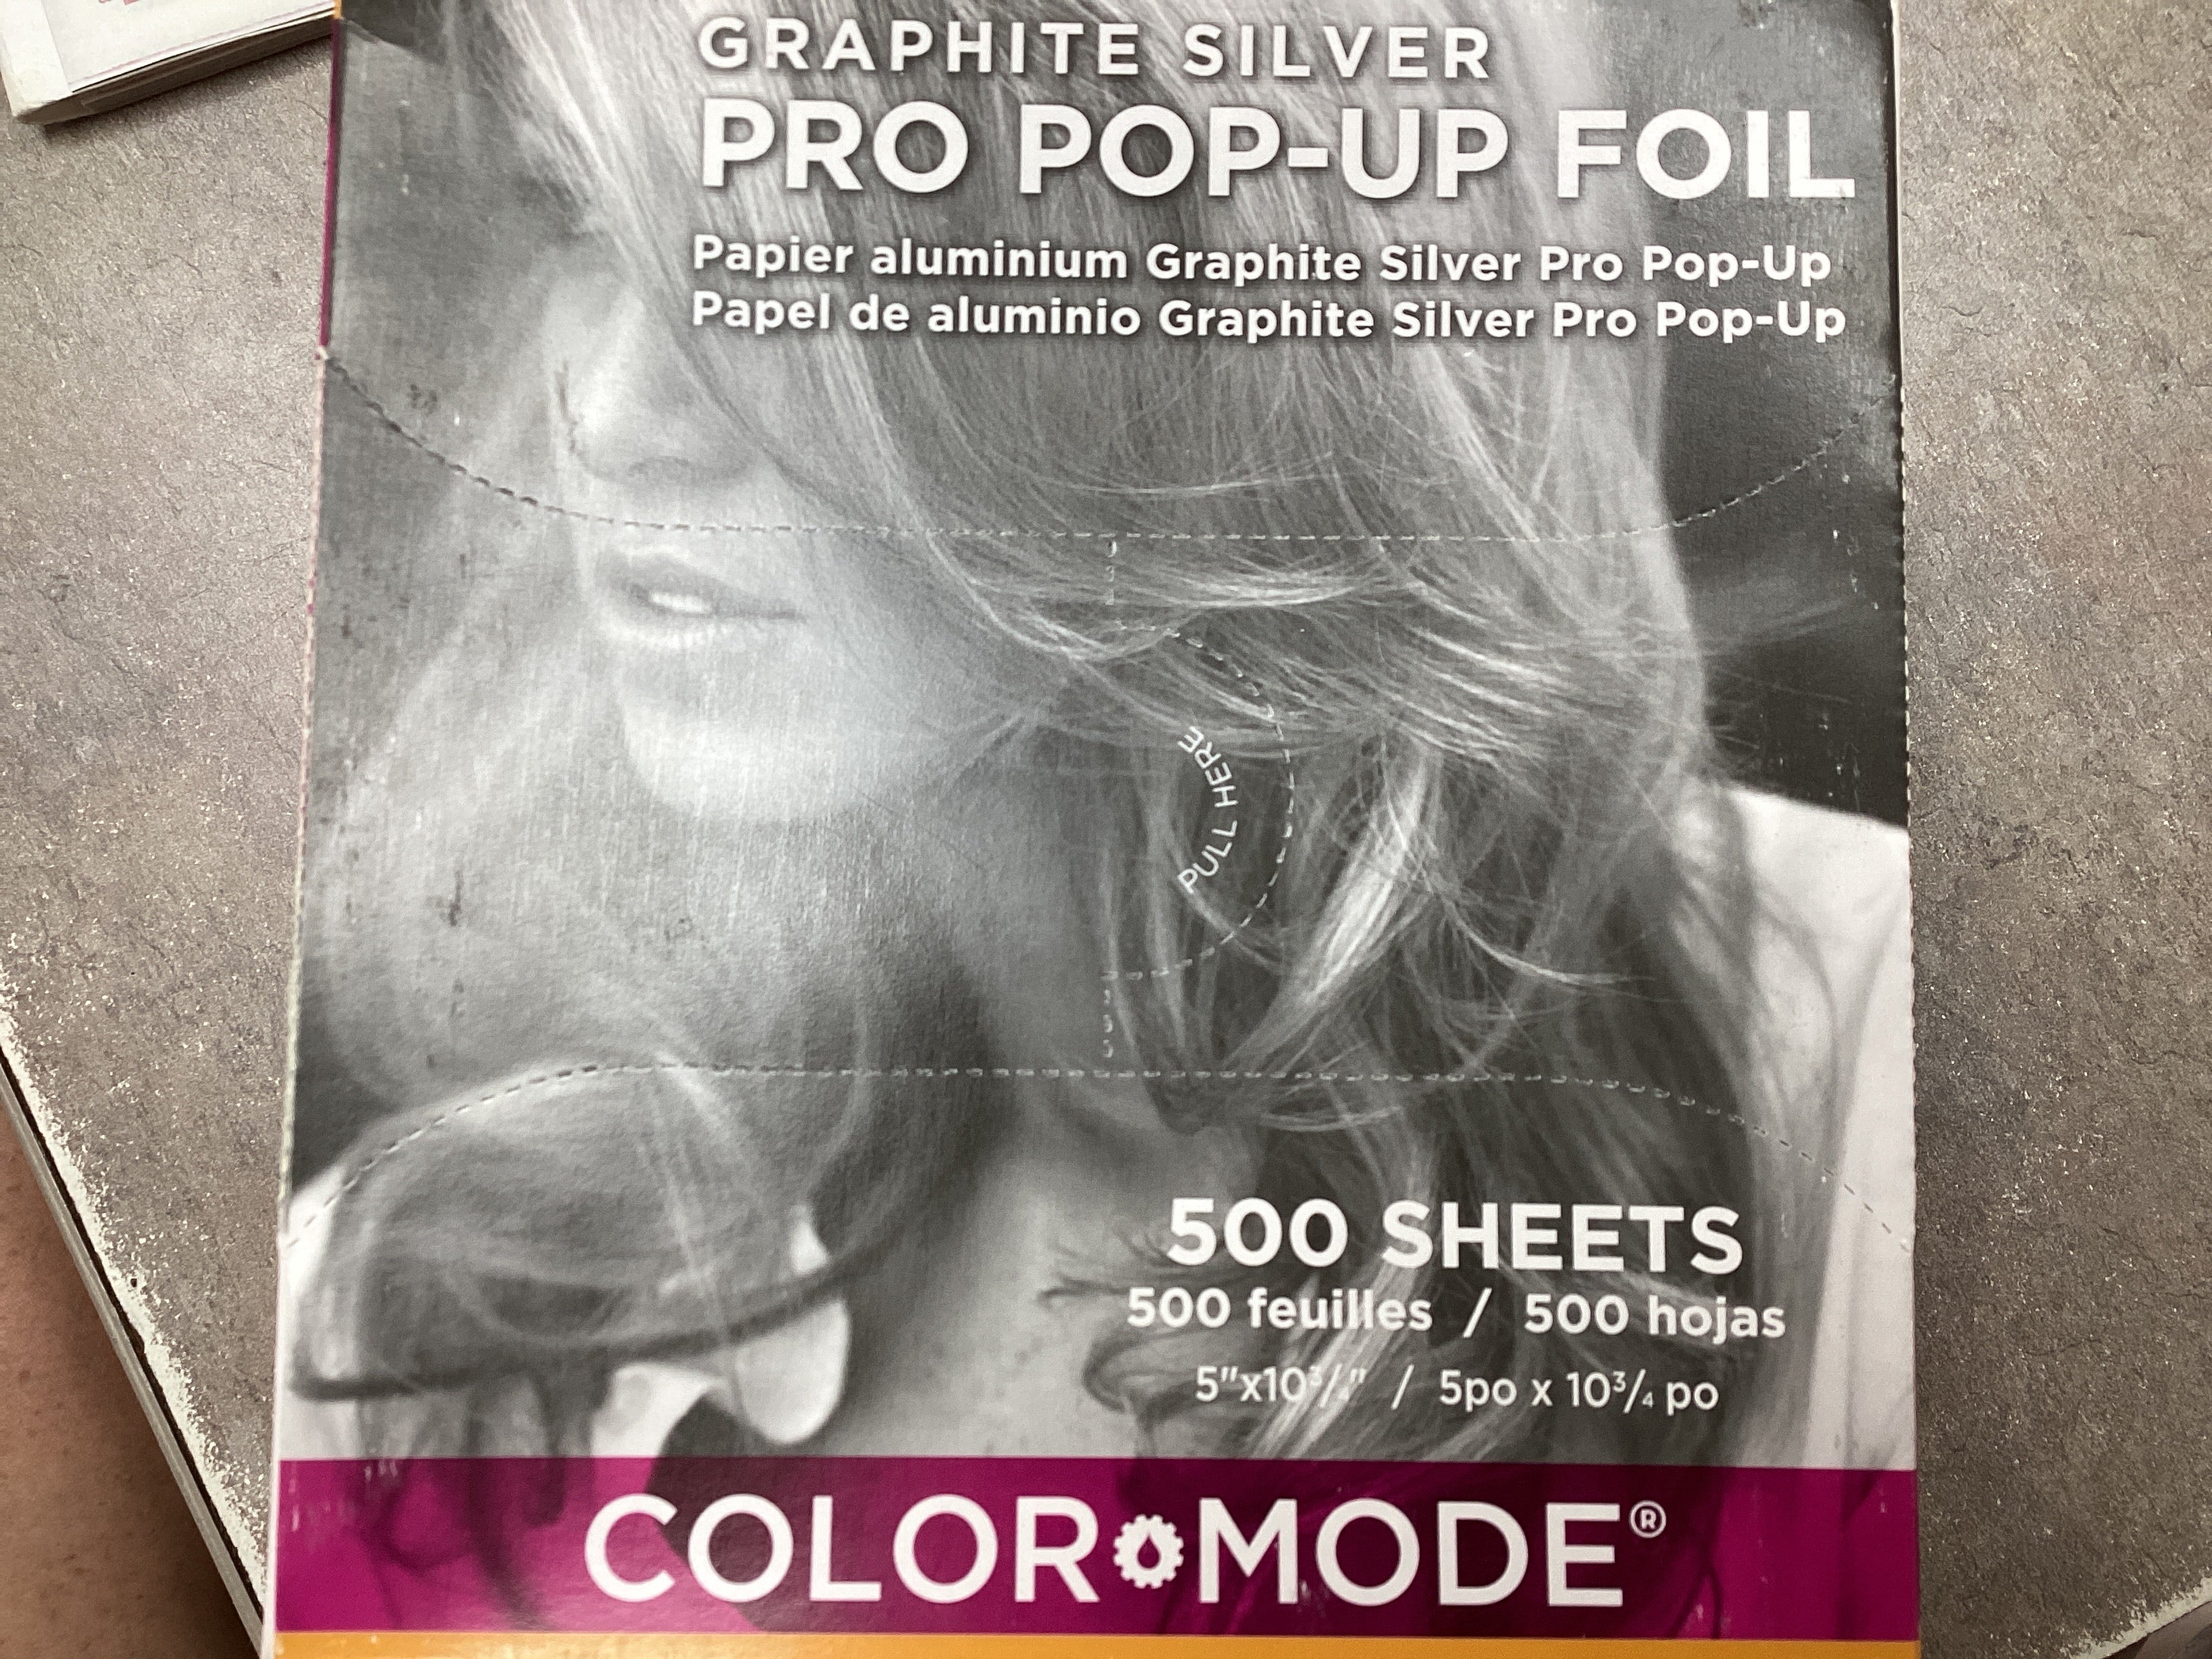 GRAPHITE SILVER
PRO POP-UP FOIL
Papier aluminium Graphite Silver Pro Pop-Up
Papel de aluminio Graphite Silver Pro Pop-Up
PULL HERE
500 SHEETS
500 feuilles / 500 hojas
5"x10¾" / 5po x 10¾ po
COLOR MODE®